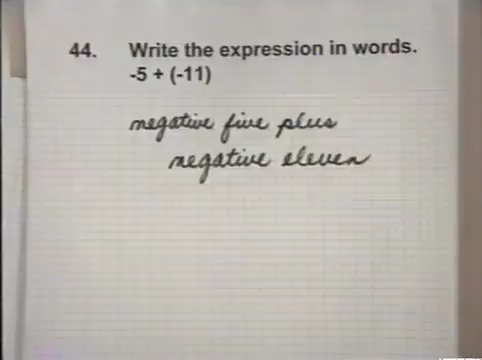 44. Write the expression in words.
-5 + (-11)
negative five plus
negative eleven